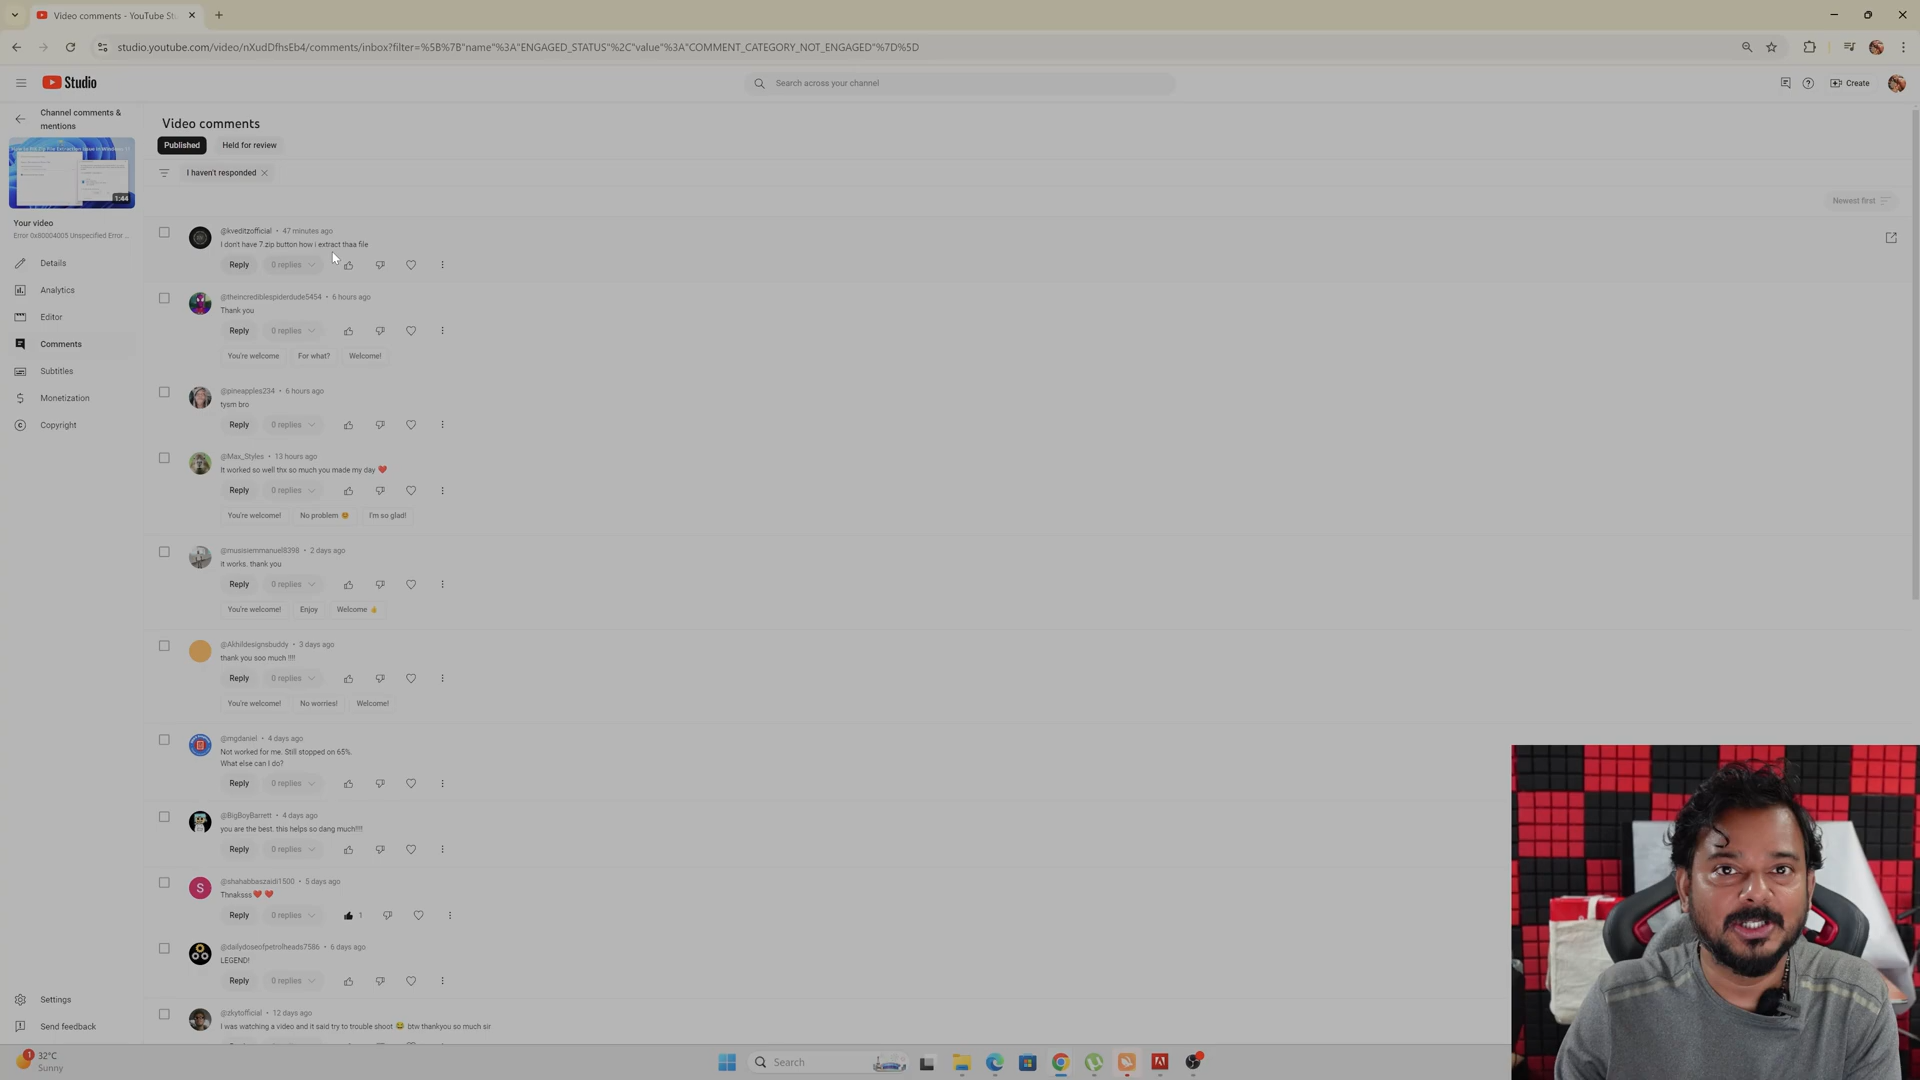 Video comments - YouTube St
studio.youtube.com/video/nXudDfhsEb4/comments/inbox?filter=%5B%7B"name"%3A"ENGAGED_STATUS"%2C"value"%3A"COMMENT_CATEGORY_NOT_ENGAGED"%7D%5D
Studio
Search across your channel
Create
Channel comments &
mentions
1:44
Your video
Error 0x80004005 Unspecified Error ...
Details
Analytics
Editor
Comments
Subtitles
Monetization
Copyright
Settings
Send feedback
Video comments
Published
Held for review
I haven't responded
Newest first
@kveditzofficial • 47 minutes ago
I don't have 7.zip button how i extract thaa file
Reply
0 replies
@theincrediblespiderdude5454 • 6 hours ago
Thank you
Reply
0 replies
You're welcome
For what?
Welcome!
@pineapples234 • 6 hours ago
tysm bro
Reply
0 replies
@Max_Styles • 13 hours ago
It worked so well thx so much you made my day ❤️
Reply
0 replies
You're welcome!
No problem 😊
I'm so glad!
@musisiemmanuel8398 • 2 days ago
It works. thank you
Reply
0 replies
You're welcome!
Enjoy
Welcome 👍
@Akhildesignsbuddy • 3 days ago
thank you soo much !!!!
Reply
0 replies
You're welcome!
No worries!
Welcome!
@mgdaniel • 4 days ago
Not worked for me. Still stopped on 65%.
What else can I do?
Reply
0 replies
@BigBoyBarrett • 4 days ago
you are the best. this helps so dang much!!!!
Reply
0 replies
S
@shahabbaszaidi1500 • 5 days ago
Thnaksss❤️ ❤️
Reply
0 replies
1
@dailydoseofpetrolheads7586 • 6 days ago
LEGEND!
Reply
0 replies
@zkytofficial • 12 days ago
I was watching a video and it said try to trouble shoot 😂 btw thankyou so much sir
1
32°C
Sunny
Search